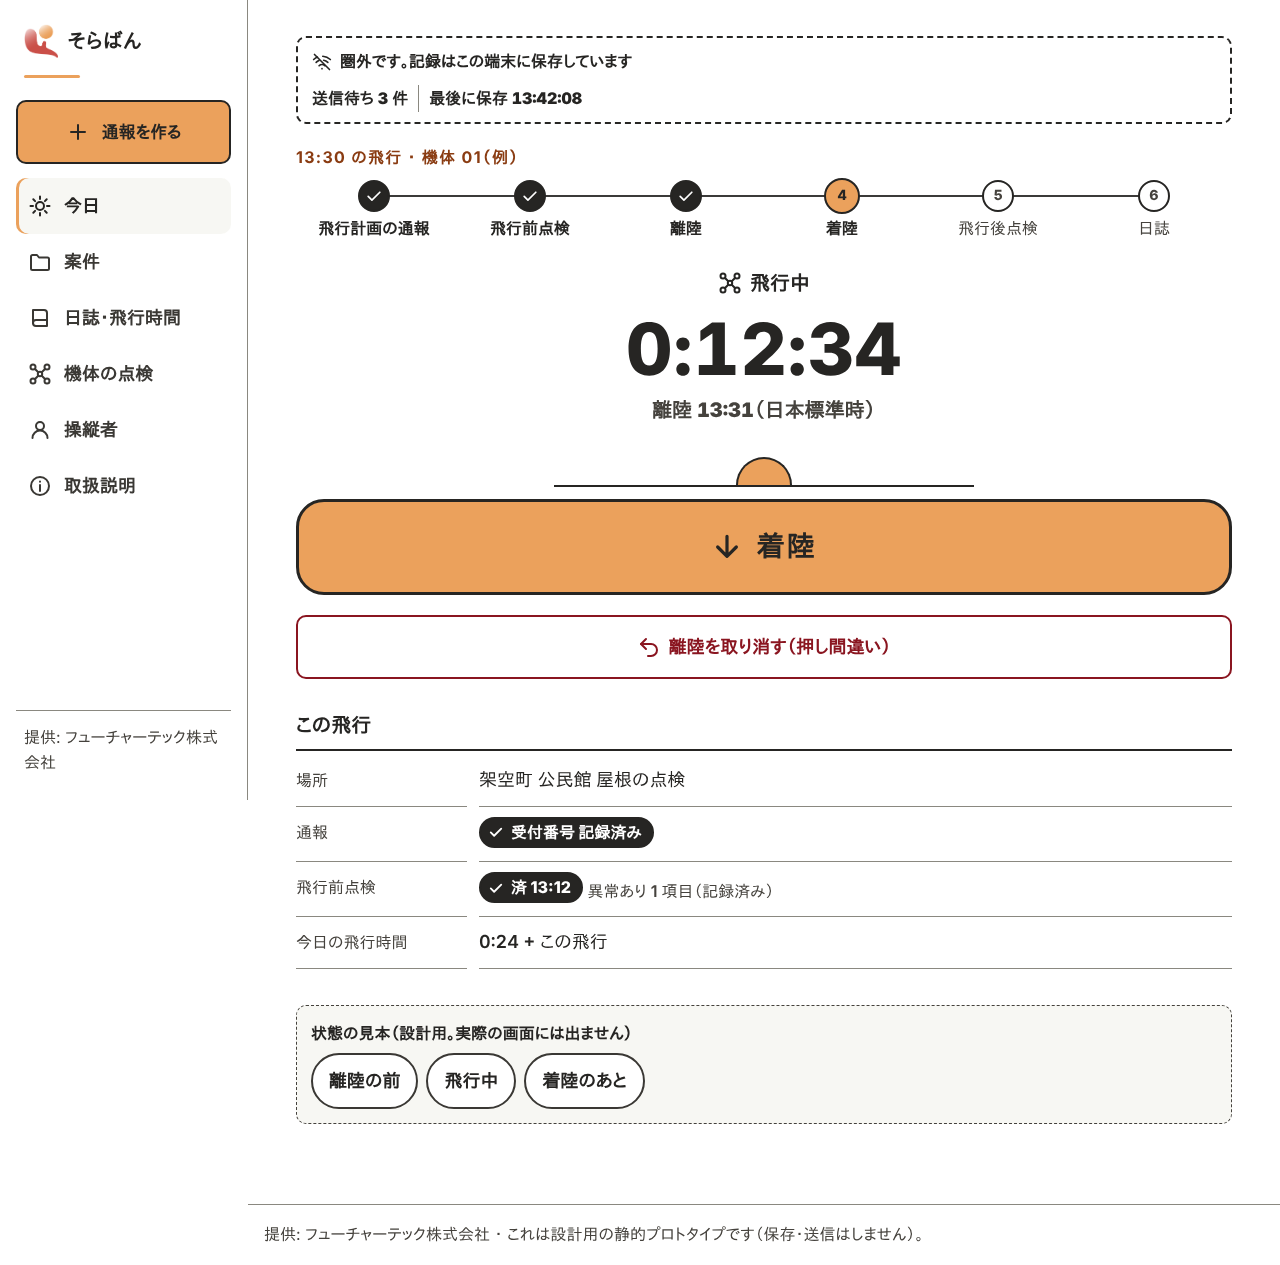 そらばん
通報を作る
今日
案件
日誌・飛行時間
機体の点検
操縦者
取扱説明
提供: フューチャーテック株式
会社
圏外です。記録はこの端末に保存しています
送信待ち 3 件 最後に保存 13:42:08
13:30 の飛行 ・ 機体 01（例）
4 5 6
飛行計画の通報 飛行前点検 離陸 着陸 飛行後点検 日誌
飛行中
0:12:34
離陸 13:31（日本標準時）
着陸
離陸を取り消す（押し間違い）
この飛行
場所 架空町 公民館 屋根の点検
通報 受付番号 記録済み
飛行前点検 済 13:12 異常あり 1 項目（記録済み）
今日の飛行時間 0:24 + この飛行
状態の見本（設計用。実際の画面には出ません）
離陸の前 飛行中 着陸のあと
提供: フューチャーテック株式会社 ・ これは設計用の静的プロトタイプです（保存・送信はしません）。